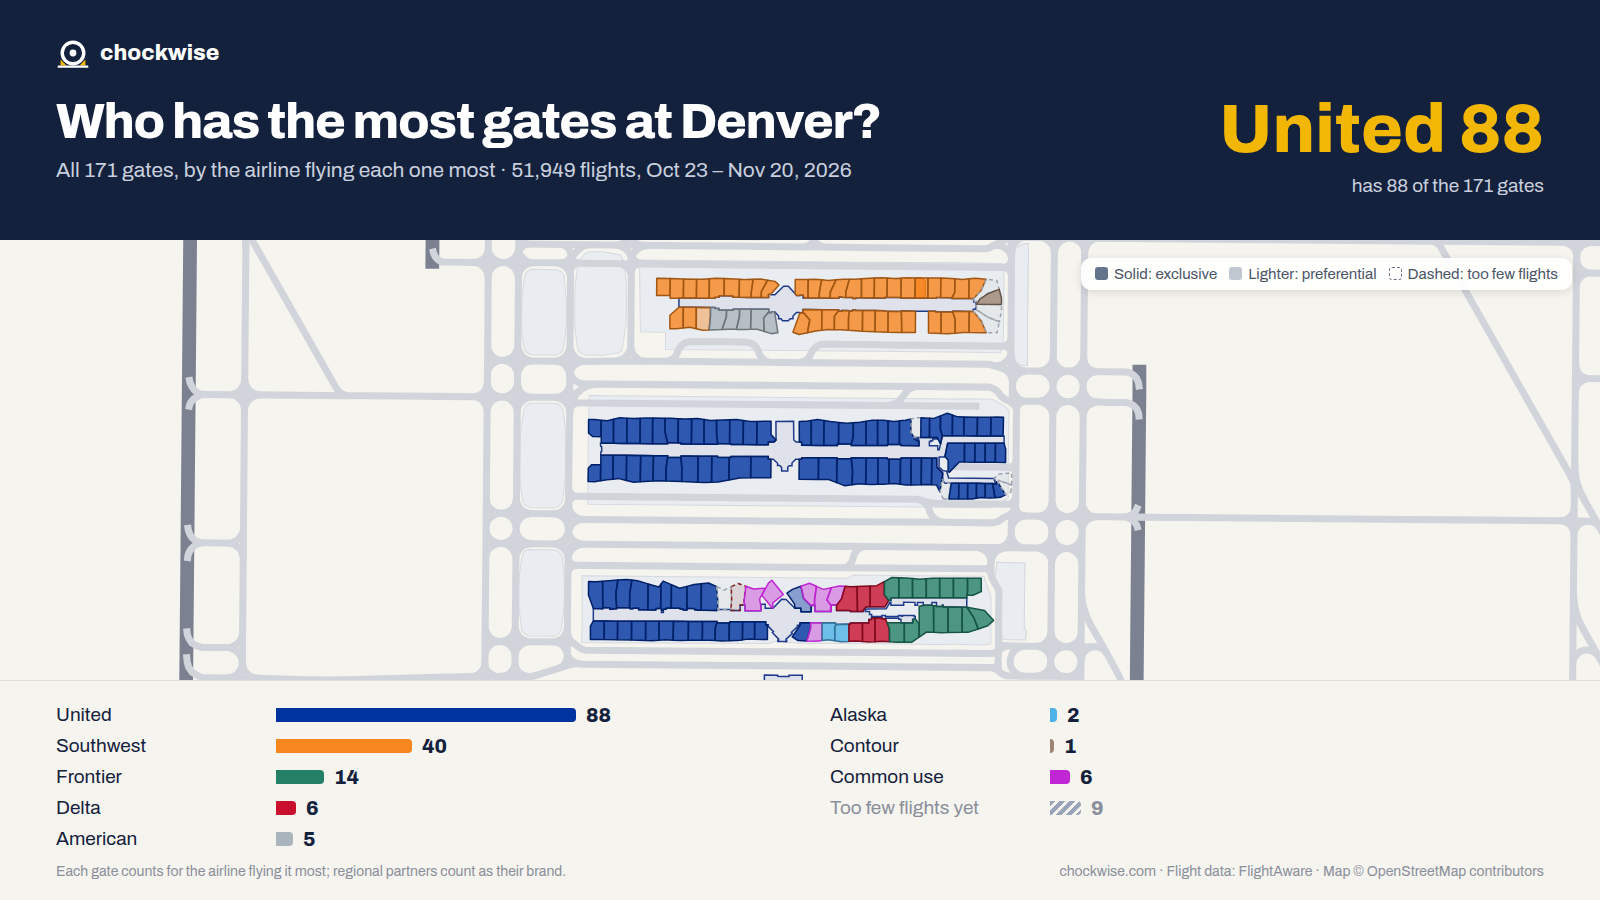 chockwise
Who has the most gates at Denver?
All 171 gates, by the airline flying each one most · 51,949 flights, Oct 23 – Nov 20, 2026
United 88
has 88 of the 171 gates
Solid: exclusive
Lighter: preferential
Dashed: too few flights
United 88
Southwest 40
Frontier 14
Delta 6
American 5
Alaska 2
Contour 1
Common use 6
Too few flights yet 9
Each gate counts for the airline flying it most; regional partners count as their brand.
chockwise.com · Flight data: FlightAware · Map © OpenStreetMap contributors